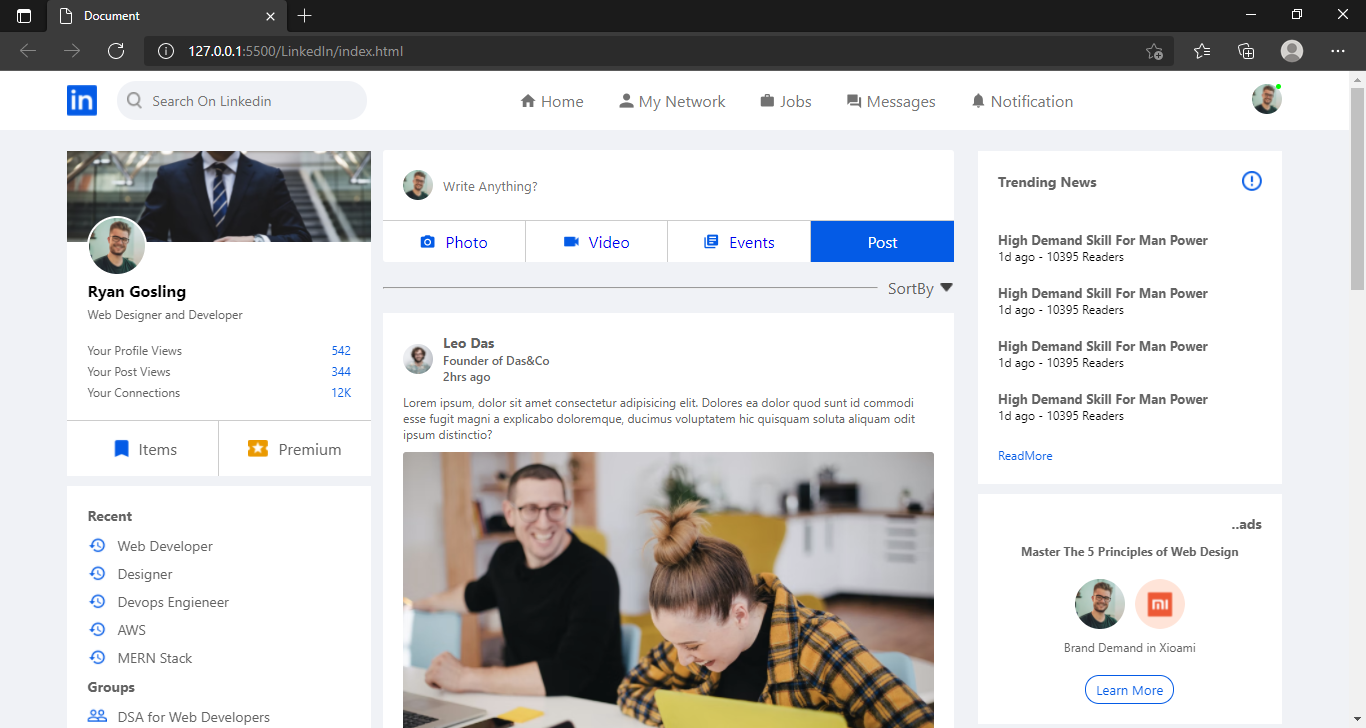 Document
127.0.0.1:5500/LinkedIn/index.html
in
Search On Linkedin
Home
My Network
Jobs
Messages
Notification
Ryan Gosling
Web Designer and Developer
Your Profile Views 542
Your Post Views 344
Your Connections 12K
Items
Premium
Recent
Web Developer
Designer
Devops Engieneer
AWS
MERN Stack
Groups
DSA for Web Developers
Write Anything?
Photo
Video
Events
Post
SortBy
Leo Das
Founder of Das&Co
2hrs ago
Lorem ipsum, dolor sit amet consectetur adipisicing elit. Dolores ea dolor quod sunt id commodi
esse fugit magni a explicabo doloremque, ducimus voluptatem hic quisquam soluta aliquam odit
ipsum distinctio?
Trending News
High Demand Skill For Man Power
1d ago - 10395 Readers
High Demand Skill For Man Power
1d ago - 10395 Readers
High Demand Skill For Man Power
1d ago - 10395 Readers
High Demand Skill For Man Power
1d ago - 10395 Readers
ReadMore
..ads
Master The 5 Principles of Web Design
mi
Brand Demand in Xioami
Learn More